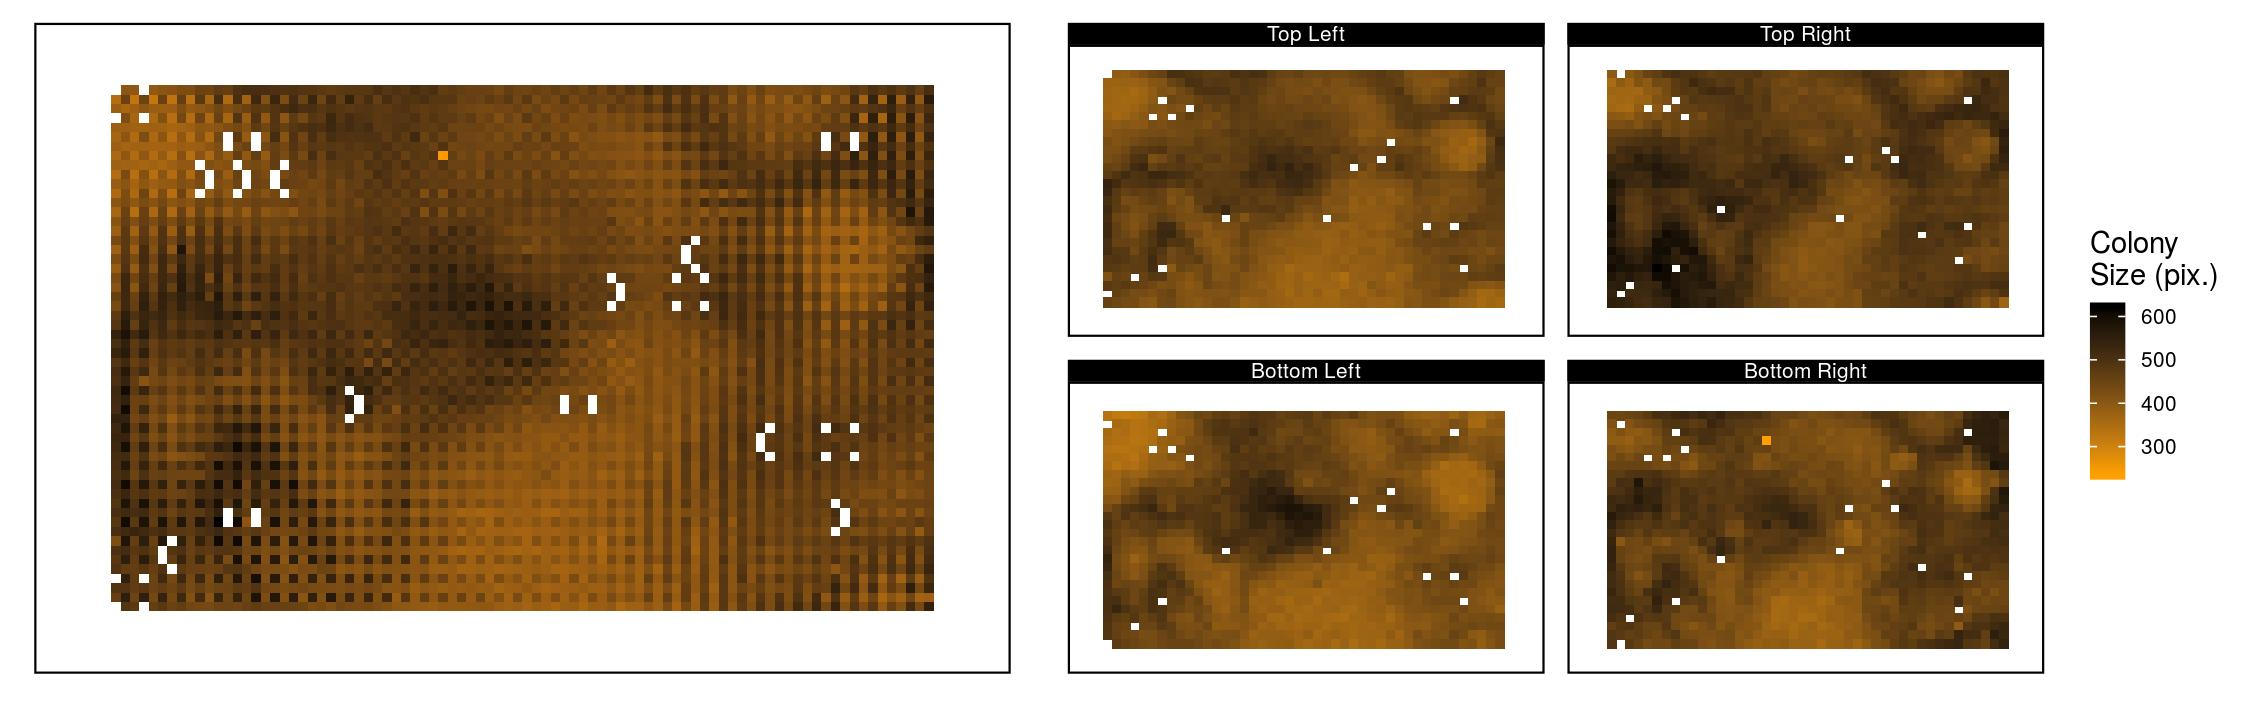 Top Left
Top Right
Bottom Left
Bottom Right
Colony
Size (pix.)
600
500
400
300